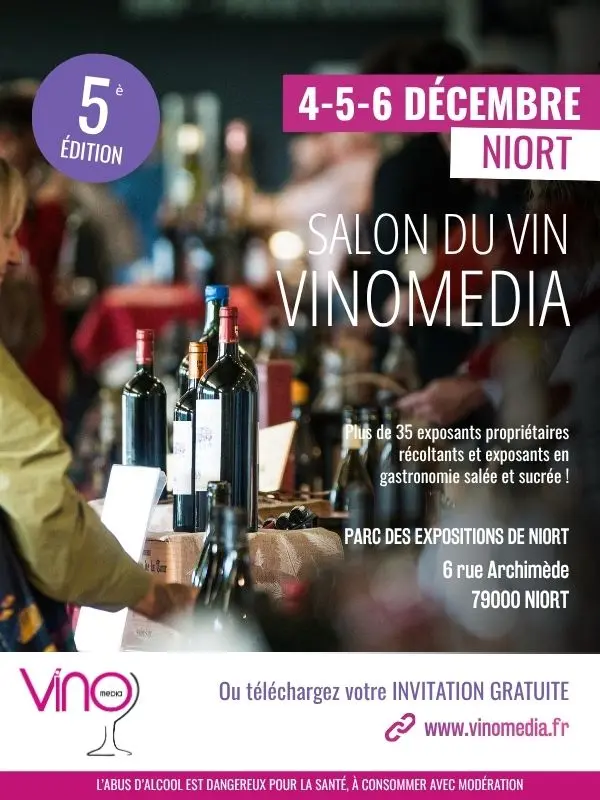 5è
ÉDITION
4-5-6 DÉCEMBRE
NIORT
SALON DU VIN
VINOMEDIA
Plus de 35 exposants propriétaires
récoltants et exposants en
gastronomie salée et sucrée !
PARC DES EXPOSITIONS DE NIORT
6 rue Archimède
79000 NIORT
Vino
MEDIA
Ou téléchargez votre INVITATION GRATUITE
www.vinomedia.fr
L'ABUS D'ALCOOL EST DANGEREUX POUR LA SANTÉ, À CONSOMMER AVEC MODÉRATION